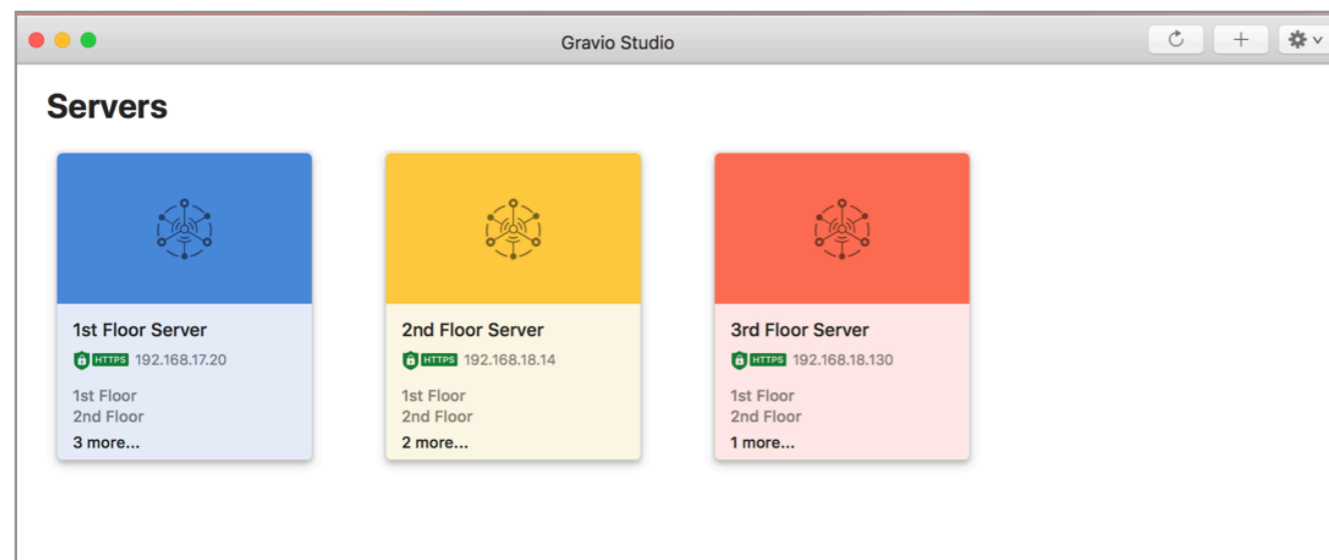 Gravio Studio
Servers
1st Floor Server
HTTPS 192.168.17.20
1st Floor
2nd Floor
3 more...
2nd Floor Server
HTTPS 192.168.18.14
1st Floor
2nd Floor
2 more...
3rd Floor Server
HTTPS 192.168.18.130
1st Floor
2nd Floor
1 more...